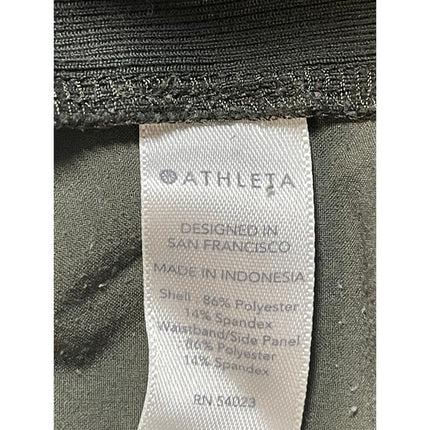 ATHLETA
DESIGNED IN
SAN FRANCISCO
MADE IN INDONESIA
Shell : 86% Polyester
14% Spandex
Waistband/Side Panel
: 86% Polyester
14% Spandex
RN 54023